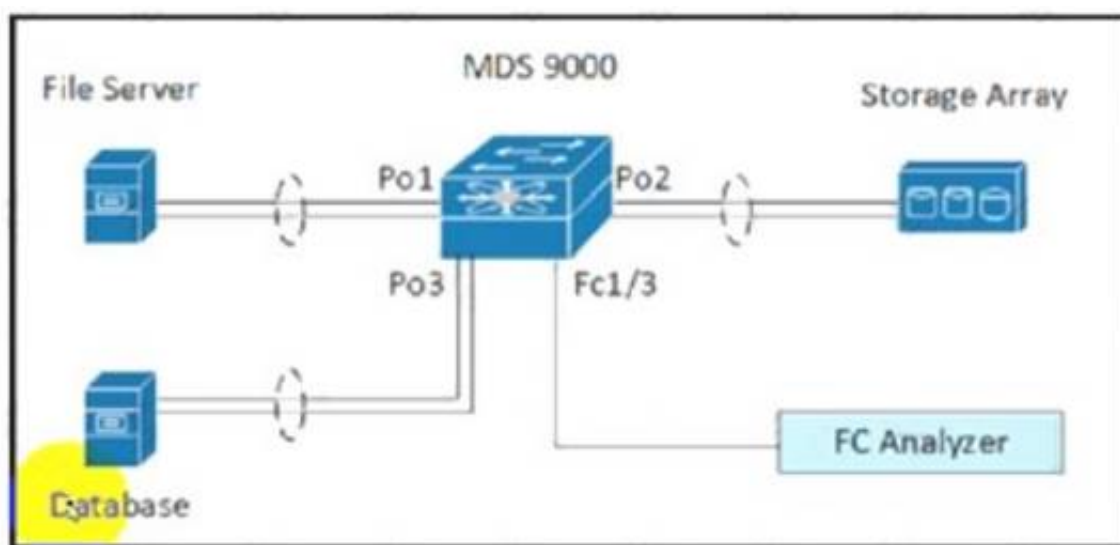 MDS 9000
File Server
Storage Array
Po1
Po2
Po3
Fc1/3
FC Analyzer
Database